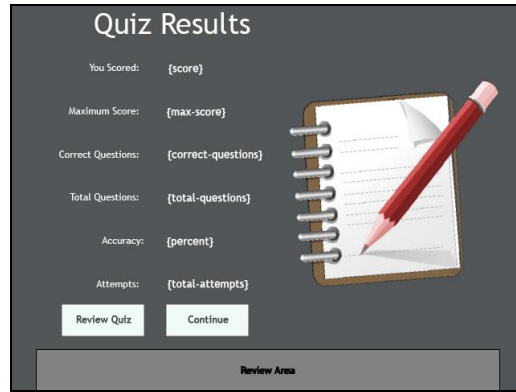 Quiz Results
You Scored: {score}
Maximum Score: {max-score}
Correct Questions: {correct-questions}
Total Questions: {total-questions}
Accuracy: {percent}
Attempts: {total-attempts}
Review Quiz Continue
Review Area